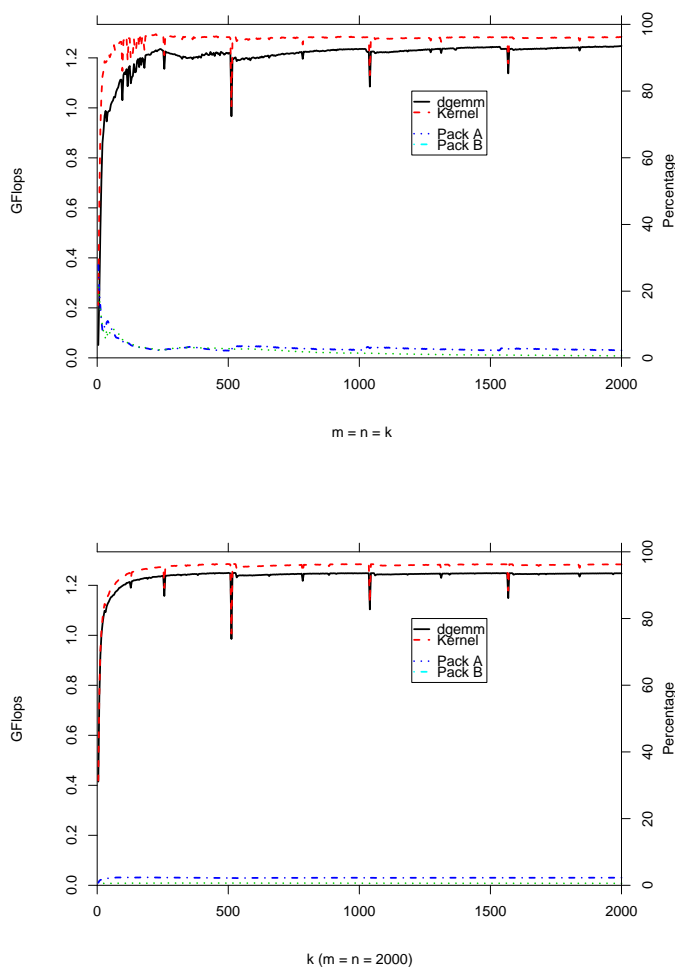 GFlops
0.0 0.2 0.4 0.6 0.8 1.0 1.2
dgemm
Kernel
Pack A
Pack B
0 20 40 60 80 100
Percentage
0 500 1000 1500 2000
m = n = k
GFlops
0.0 0.2 0.4 0.6 0.8 1.0 1.2
dgemm
Kernel
Pack A
Pack B
0 20 40 60 80 100
Percentage
0 500 1000 1500 2000
k (m = n = 2000)